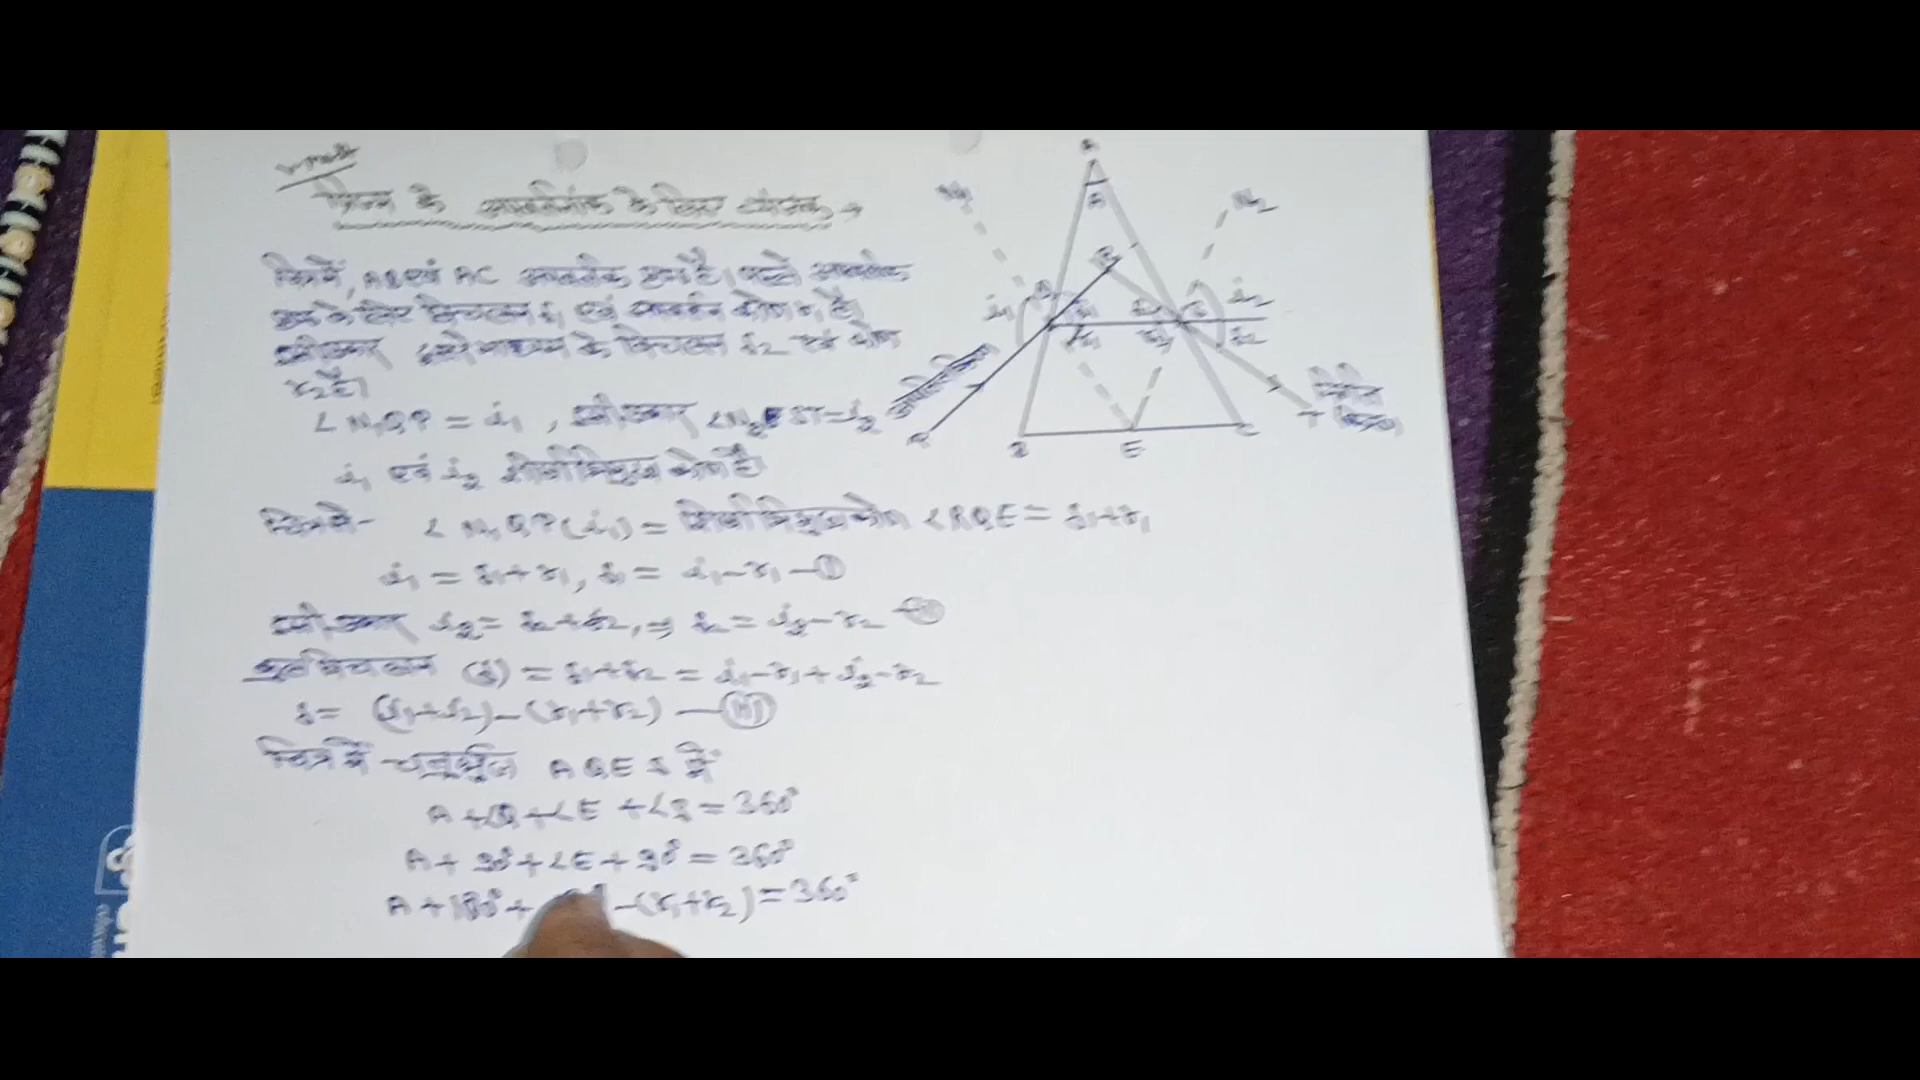 प्रिज्म के अपवर्तनांक के लिए व्यंजक →
चित्र में, AB एवं AC अपवर्तक पृष्ठ है। पहले अपवर्तक
पृष्ठ के लिए विचलन δ₁ एवं अपवर्तन कोण r₁ है।
इसी प्रकार दूसरे माध्यम के विचलन δ₂ एवं कोण
r₂ है।
∠N₁QP = i₁ , इसी प्रकार ∠N₂ST = i₂
i₁ एवं i₂ शीर्षाभिमुख कोण है।
चित्र से - ∠N₁QP (i₁) = शीर्षाभिमुख कोण ∠RQE = δ₁+r₁
i₁ = δ₁+r₁, δ₁ = i₁-r₁ — (I)
इसी प्रकार i₂ = δ₂+r₂, ⇒ δ₂ = i₂-r₂
कुल विचलन (δ) = δ₁+δ₂ = i₁-r₁+i₂-r₂
δ = (i₁+i₂)-(r₁+r₂) — (III)
चित्र में चतुर्भुज AQES में
A+∠Q+∠E+∠S = 360°
A+90°+∠E+90° = 360°
A+180°+ -(r₁+r₂) = 360°
A
A
N₁
N₂
R
Q
S
i₁
i₂
δ₁
δ₂
r₁
r₂
δ₂
P
B
E
C
T